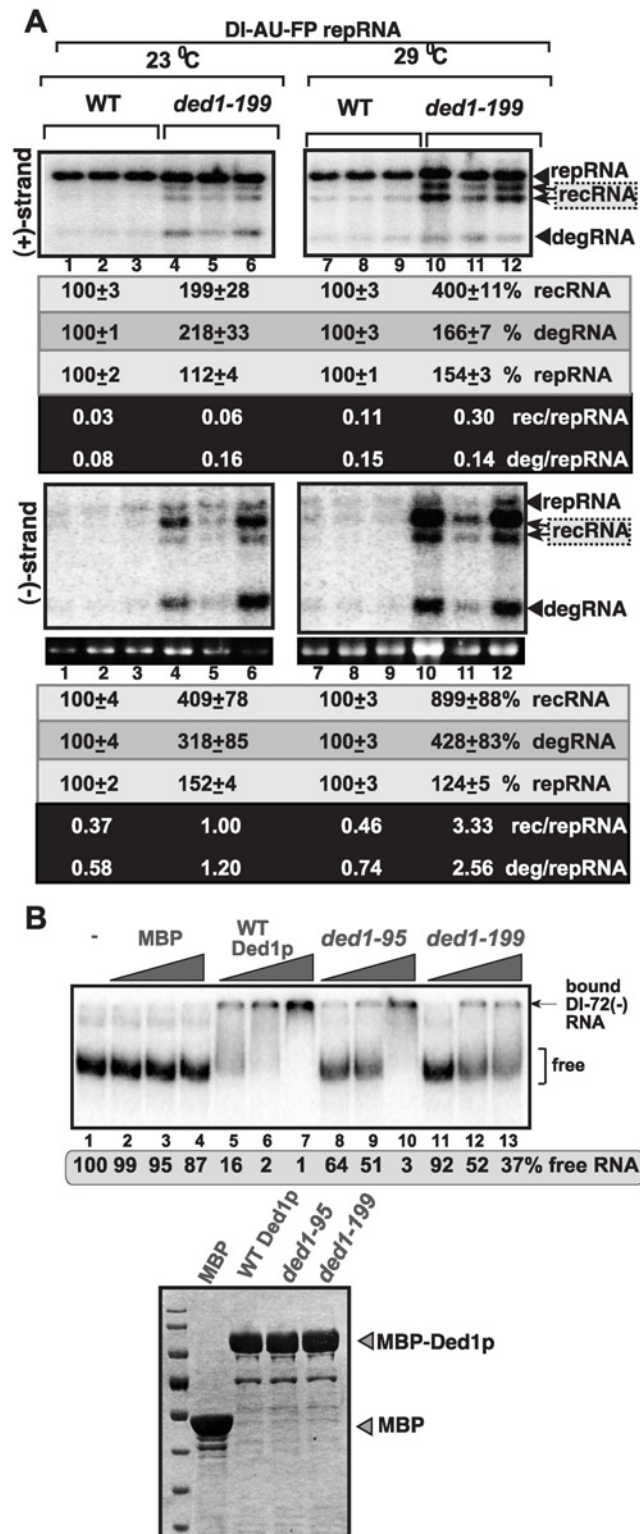 A
DI-AU-FP repRNA
23 ⁰C 29 ⁰C
WT ded1-199 WT ded1-199
(+)-strand
repRNA
recRNA
degRNA
1 2 3 4 5 6 7 8 9 10 11 12
100±3 199±28 100±3 400±11% recRNA
100±1 218±33 100±3 166±7 % degRNA
100±2 112±4 100±1 154±3 % repRNA
0.03 0.06 0.11 0.30 rec/repRNA
0.08 0.16 0.15 0.14 deg/repRNA
(-)-strand
repRNA
recRNA
degRNA
1 2 3 4 5 6 7 8 9 10 11 12
100±4 409±78 100±3 899±88% recRNA
100±4 318±85 100±3 428±83% degRNA
100±2 152±4 100±3 124±5 % repRNA
0.37 1.00 0.46 3.33 rec/repRNA
0.58 1.20 0.74 2.56 deg/repRNA
B
- MBP WT Ded1p ded1-95 ded1-199
bound
DI-72(-)
RNA
free
1 2 3 4 5 6 7 8 9 10 11 12 13
100 99 95 87 16 2 1 64 51 3 92 52 37% free RNA
MBP WT Ded1p ded1-95 ded1-199
MBP-Ded1p
MBP